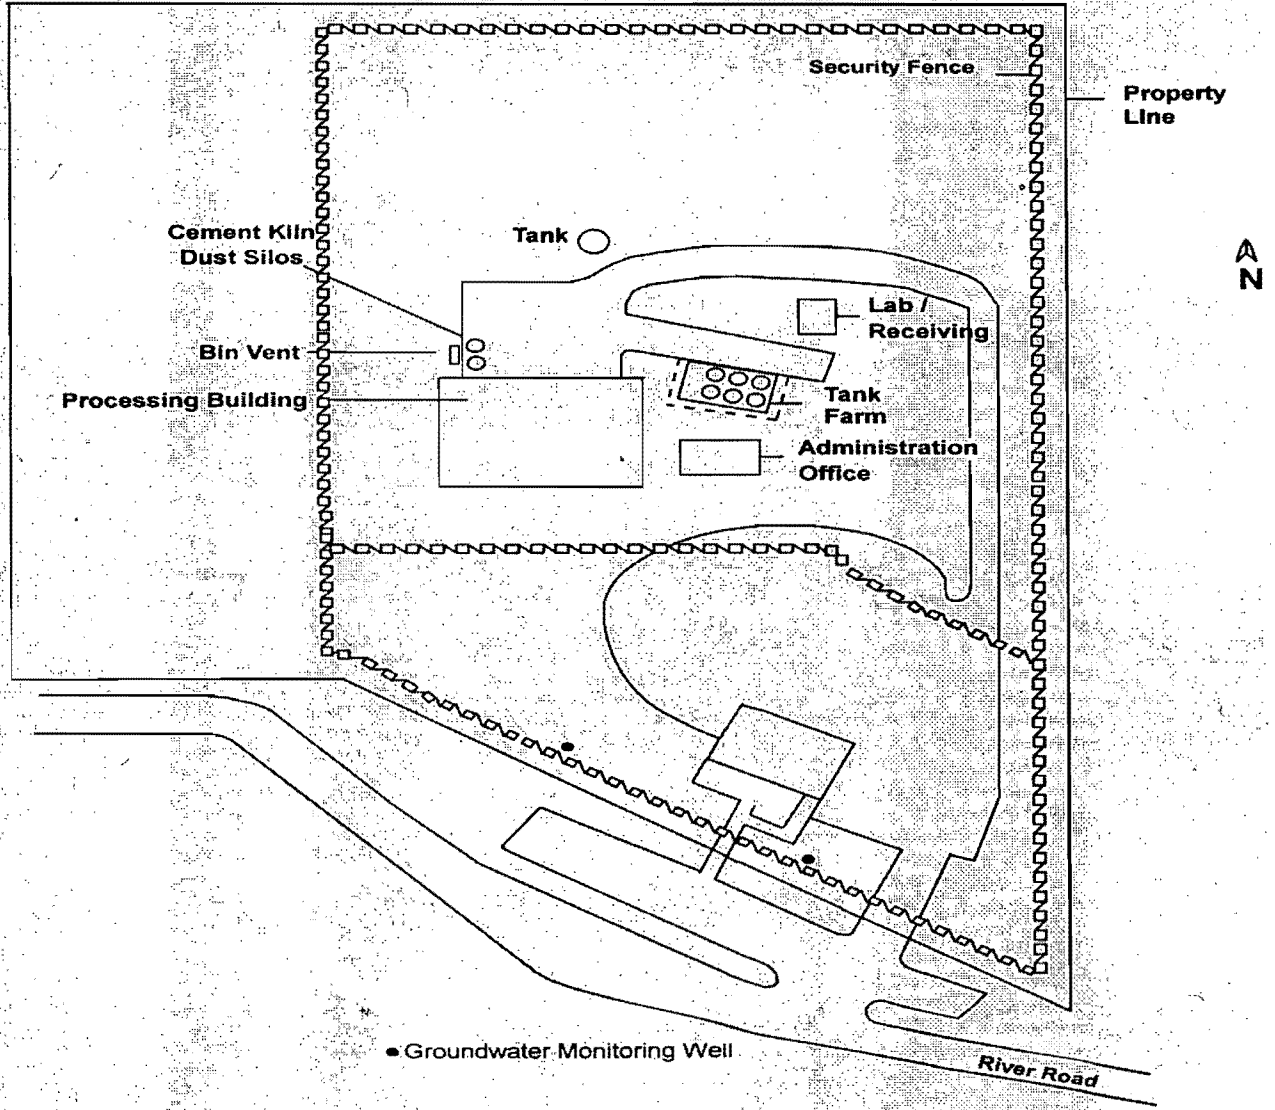 Security Fence
Property
Line
Cement Kiln
Dust Silos
Tank
N
Lab /
Receiving
Bin Vent
Processing Building
Tank
Farm
Administration
Office
Groundwater Monitoring Well
River Road